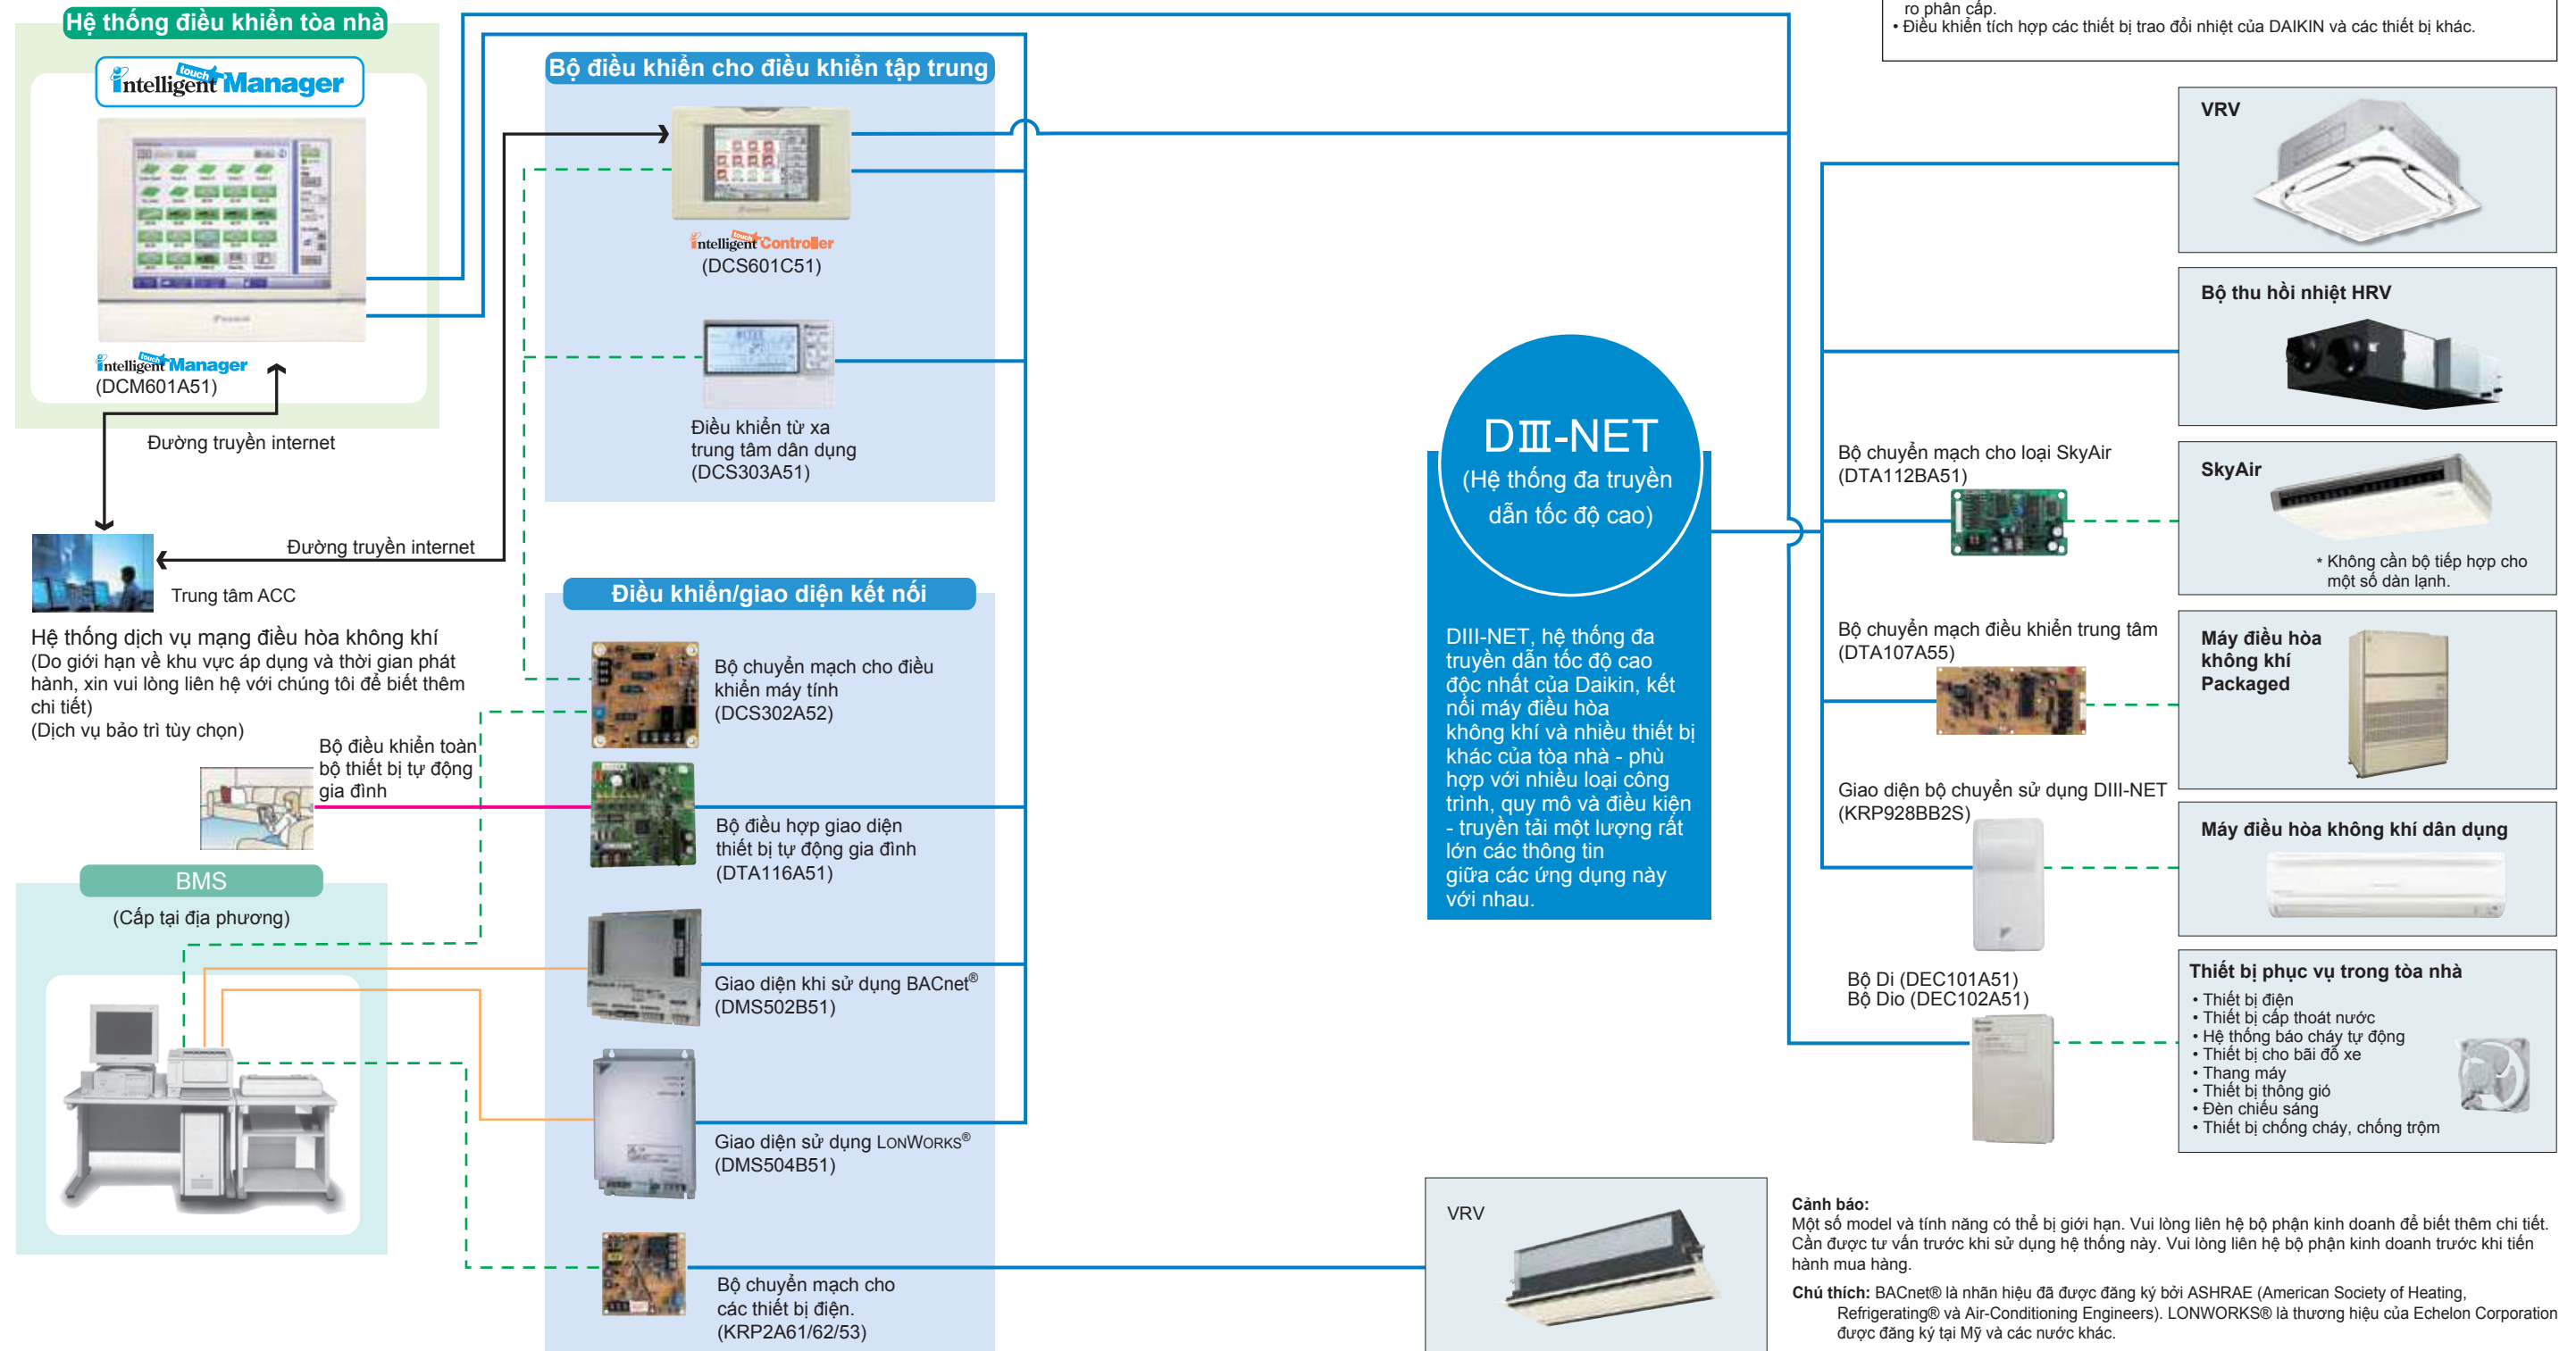 ro phân cấp.
• Điều khiển tích hợp các thiết bị trao đổi nhiệt của DAIKIN và các thiết bị khác.
Hệ thống điều khiển tòa nhà
intelligent touch Manager
intelligent touch Manager
(DCM601A51)
Đường truyền internet
Đường truyền internet
Trung tâm ACC
Hệ thống dịch vụ mạng điều hòa không khí
(Do giới hạn về khu vực áp dụng và thời gian phát
hành, xin vui lòng liên hệ với chúng tôi để biết thêm
chi tiết)
(Dịch vụ bảo trì tùy chọn)
Bộ điều khiển toàn
bộ thiết bị tự động
gia đình
BMS
(Cấp tại địa phương)
Bộ điều khiển cho điều khiển tập trung
intelligent touch Controller
(DCS601C51)
Điều khiển từ xa
trung tâm dân dụng
(DCS303A51)
Điều khiển/giao diện kết nối
Bộ chuyển mạch cho điều
khiển máy tính
(DCS302A52)
Bộ điều hợp giao diện
thiết bị tự động gia đình
(DTA116A51)
Giao diện khi sử dụng BACnet®
(DMS502B51)
Giao diện sử dụng LONWORKS®
(DMS504B51)
Bộ chuyển mạch cho
các thiết bị điện.
(KRP2A61/62/53)
DⅢ-NET
(Hệ thống đa truyền
dẫn tốc độ cao)
DIII-NET, hệ thống đa
truyền dẫn tốc độ cao
độc nhất của Daikin, kết
nối máy điều hòa
không khí và nhiều thiết bị
khác của tòa nhà - phù
hợp với nhiều loại công
trình, quy mô và điều kiện
- truyền tải một lượng rất
lớn các thông tin
giữa các ứng dụng này
với nhau.
VRV
Bộ thu hồi nhiệt HRV
Bộ chuyển mạch cho loại SkyAir
(DTA112BA51)
SkyAir
* Không cần bộ tiếp hợp cho
một số dàn lạnh.
Bộ chuyển mạch điều khiển trung tâm
(DTA107A55)
Máy điều hòa
không khí
Packaged
Giao diện bộ chuyển sử dụng DIII-NET
(KRP928BB2S)
Máy điều hòa không khí dân dụng
Bộ Di (DEC101A51)
Bộ Dio (DEC102A51)
Thiết bị phục vụ trong tòa nhà
• Thiết bị điện
• Thiết bị cấp thoát nước
• Hệ thống báo cháy tự động
• Thiết bị cho bãi đỗ xe
• Thang máy
• Thiết bị thông gió
• Đèn chiếu sáng
• Thiết bị chống cháy, chống trộm
VRV
Cảnh báo:
Một số model và tính năng có thể bị giới hạn. Vui lòng liên hệ bộ phận kinh doanh để biết thêm chi tiết.
Cần được tư vấn trước khi sử dụng hệ thống này. Vui lòng liên hệ bộ phận kinh doanh trước khi tiến
hành mua hàng.
Chú thích: BACnet® là nhãn hiệu đã được đăng ký bởi ASHRAE (American Society of Heating,
Refrigerating® và Air-Conditioning Engineers). LONWORKS® là thương hiệu của Echelon Corporation
được đăng ký tại Mỹ và các nước khác.